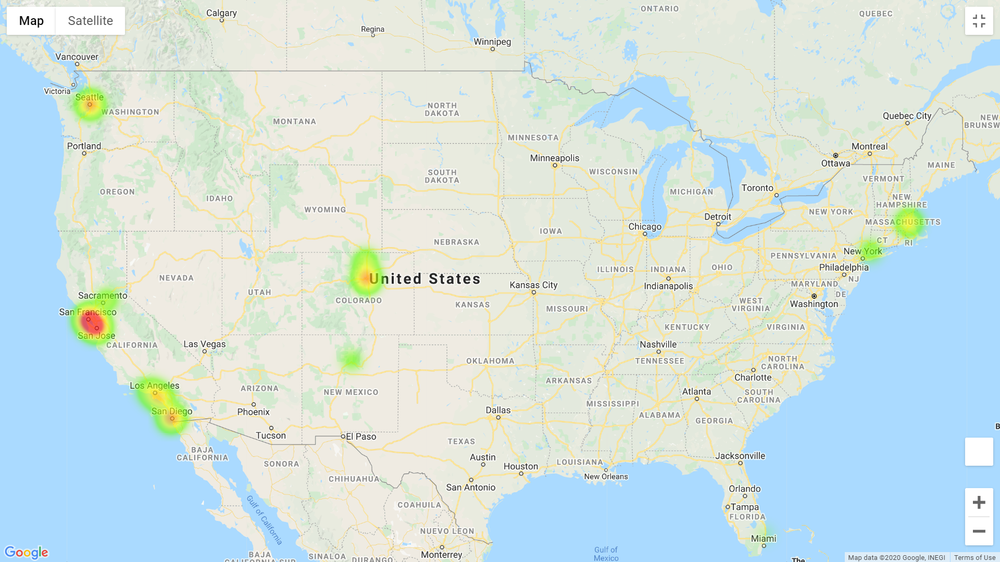 Map
Satellite
Calgary
Regina
Winnipeg
ONTARIO
QUEBEC
Vancouver
Victoria
Seattle
WASHINGTON
MONTANA
NORTH
DAKOTA
MINNESOTA
Quebec City
NEW
BRUNSW
Portland
Minneapolis
Montreal
Ottawa
MAINE
SOUTH
DAKOTA
WISCONSIN
VERMONT
OREGON
IDAHO
MICHIGAN
Toronto
NEW
HAMPSHIRE
WYOMING
NEW YORK
Detroit
MASSACHUSETTS
Chicago
IOWA
NEBRASKA
CT
RI
New York
PENNSYLVANIA
Philadelphia
NJ
NEVADA
United States
ILLINOIS
INDIANA
OHIO
Indianapolis
MARYLAND
DE
Washington
Kansas City
UTAH
COLORADO
KANSAS
MISSOURI
WEST
VIRGINIA
Sacramento
San Francisco
San Jose
CALIFORNIA
Las Vegas
KENTUCKY
VIRGINIA
Nashville
TENNESSEE
OKLAHOMA
NORTH
CAROLINA
Charlotte
Los Angeles
ARIZONA
NEW MEXICO
ARKANSAS
Atlanta
SOUTH
CAROLINA
San Diego
Phoenix
Dallas
MISSISSIPPI
ALABAMA
GEORGIA
B
Tucson
El Paso
TEXAS
BAJA
CALIFORNIA
SONORA
CHIHUAHUA
Austin
Houston
LOUISIANA
Jacksonville
New Orleans
San Antonio
Orlando
Tampa
FLORIDA
COAHUILA
Gulf of California
NUEVO LEON
Miami
Monterrey
Gulf of
Mexico
BAJA
CALIFORNIA SUR
SINALOA
DURANGO
The
Google
Map data ©2020 Google, INEGI
Terms of Use